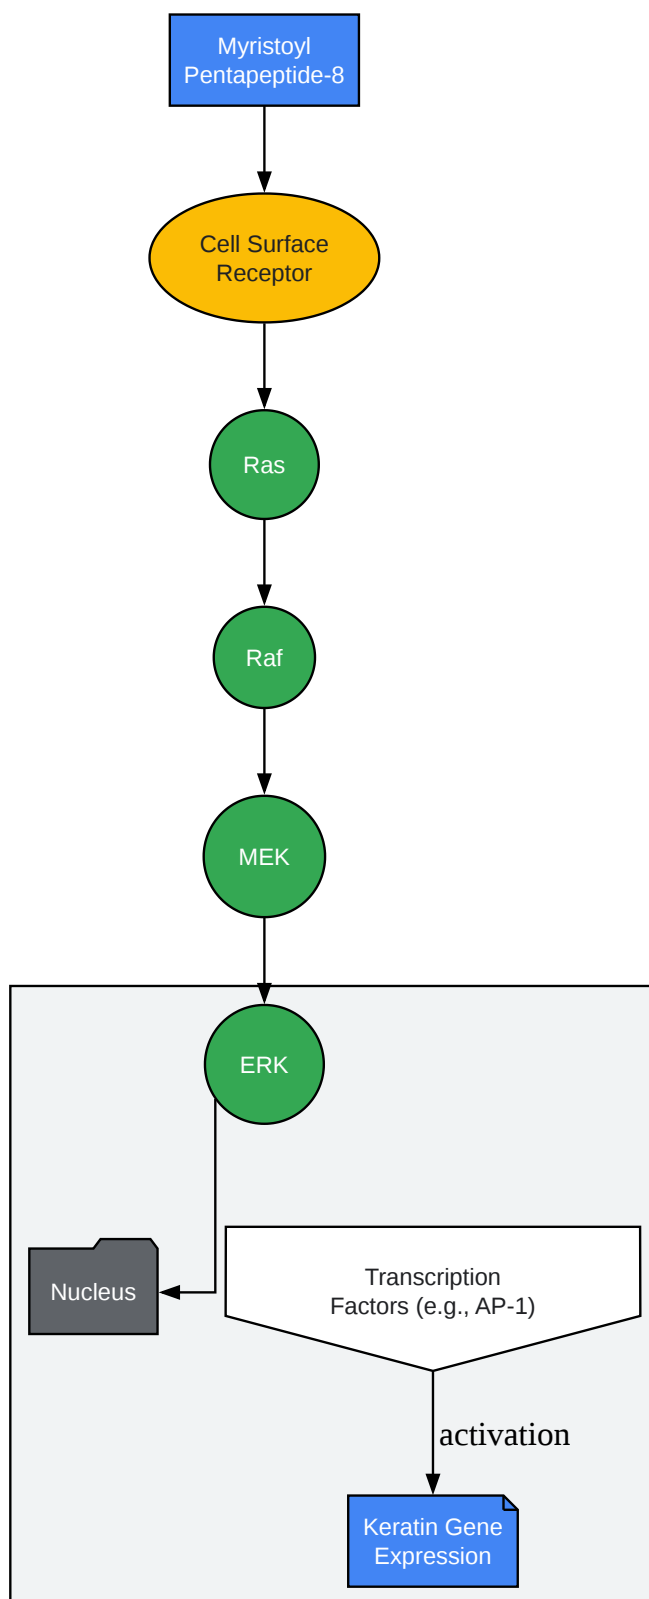 Myristoyl
Pentapeptide-8
Cell Surface
Receptor
Ras
Raf
MEK
ERK
Nucleus
Transcription
Factors (e.g., AP-1)
activation
Keratin Gene
Expression